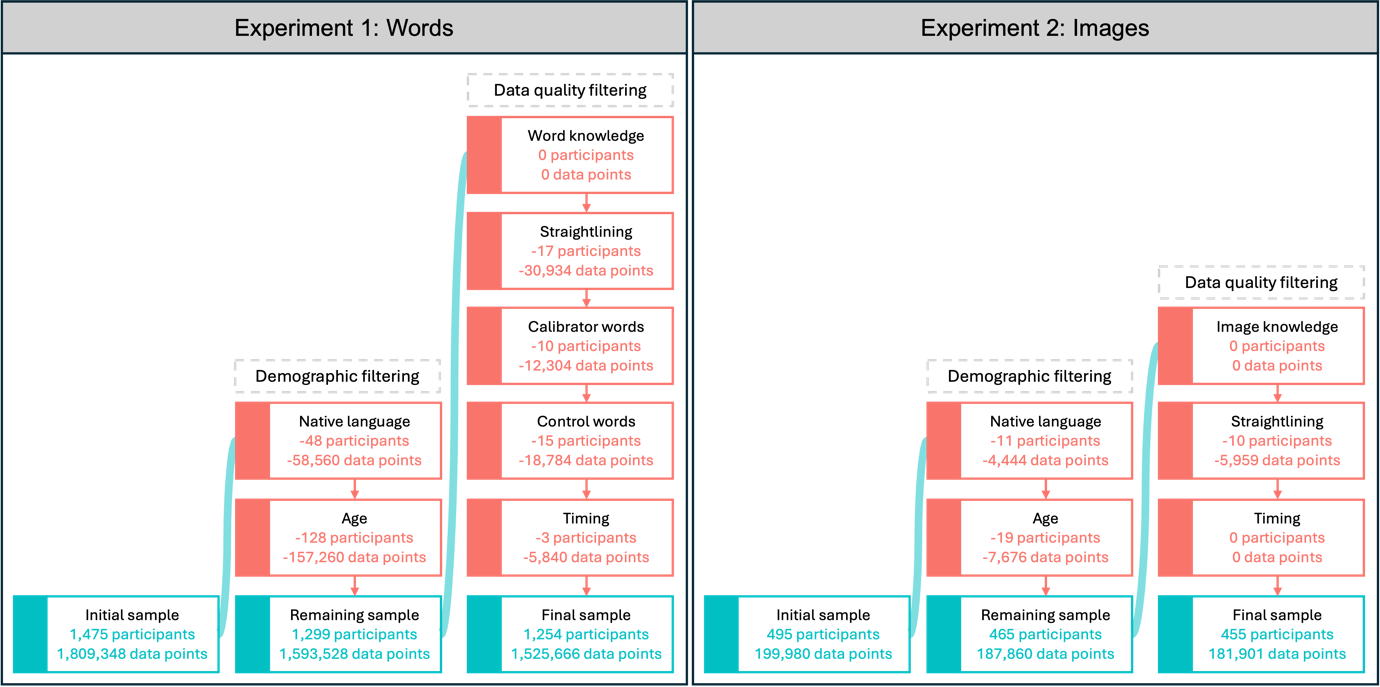 Experiment 1: Words
Data quality filtering
Word knowledge
0 participants
0 data points
Straightlining
-17 participants
-30,934 data points
Calibrator words
-10 participants
-12,304 data points
Demographic filtering
Native language
-48 participants
-58,560 data points
Control words
-15 participants
-18,784 data points
Age
-128 participants
-157,260 data points
Timing
-3 participants
-5,840 data points
Initial sample
1,475 participants
1,809,348 data points
Remaining sample
1,299 participants
1,593,528 data points
Final sample
1,254 participants
1,525,666 data points
Experiment 2: Images
Data quality filtering
Image knowledge
0 participants
0 data points
Demographic filtering
Native language
-11 participants
-4,444 data points
Straightlining
-10 participants
-5,959 data points
Age
-19 participants
-7,676 data points
Timing
0 participants
0 data points
Initial sample
495 participants
199,980 data points
Remaining sample
465 participants
187,860 data points
Final sample
455 participants
181,901 data points